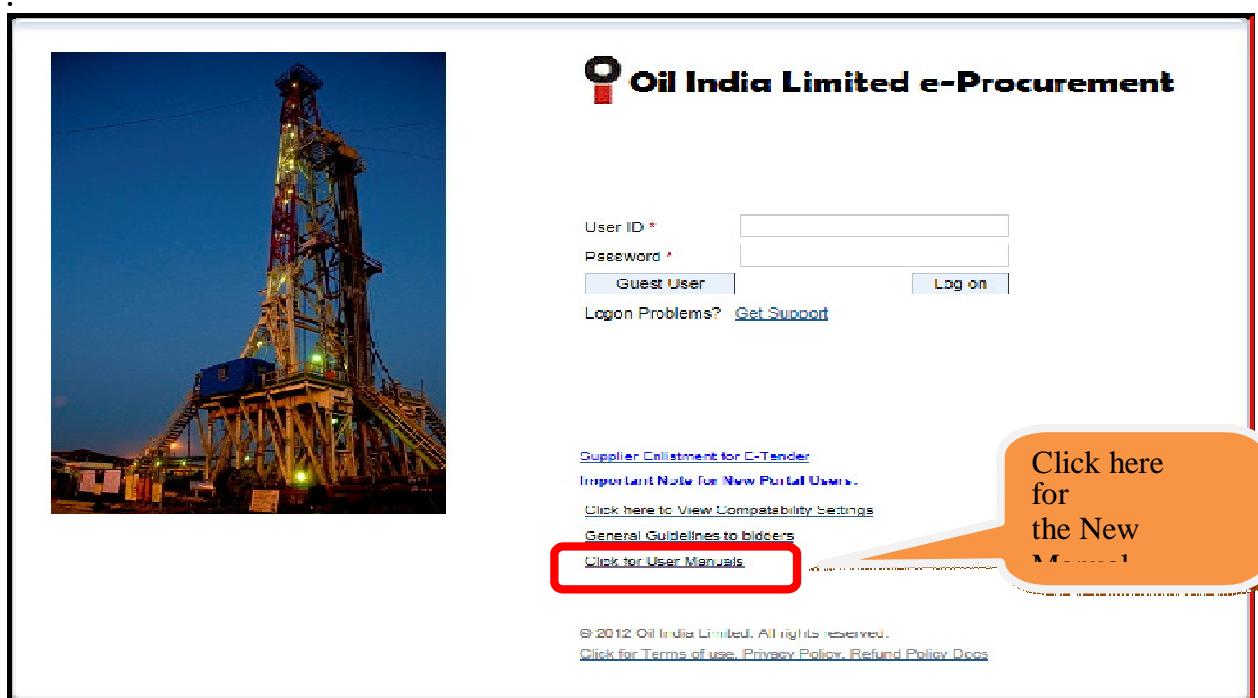 Oil India Limited e-Procurement
User ID *
Password *
Guest User
Log on
Logon Problems? Get Support
Supplier Enlistment for E-Tender
Important Note for New Portal Users.
Click here to View Compatability Settings
General Guidelines to bidders
Click for User Manuals
Click here
for
the New
Manual
© 2012 Oil India Limited. All rights reserved.
Click for Terms of use, Privacy Policy, Refund Policy Docs